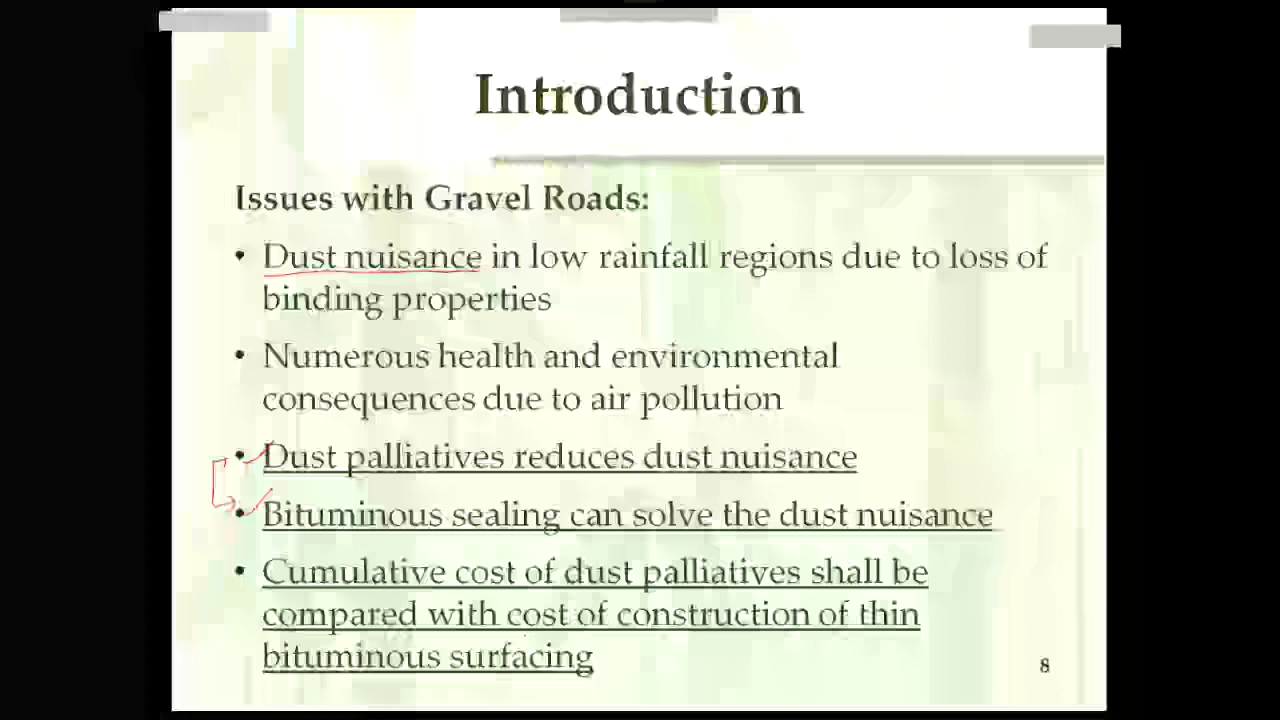 Introduction
Issues with Gravel Roads:
• Dust nuisance in low rainfall regions due to loss of
binding properties
• Numerous health and environmental
consequences due to air pollution
• Dust palliatives reduces dust nuisance
• Bituminous sealing can solve the dust nuisance
• Cumulative cost of dust palliatives shall be
compared with cost of construction of thin
bituminous surfacing
8